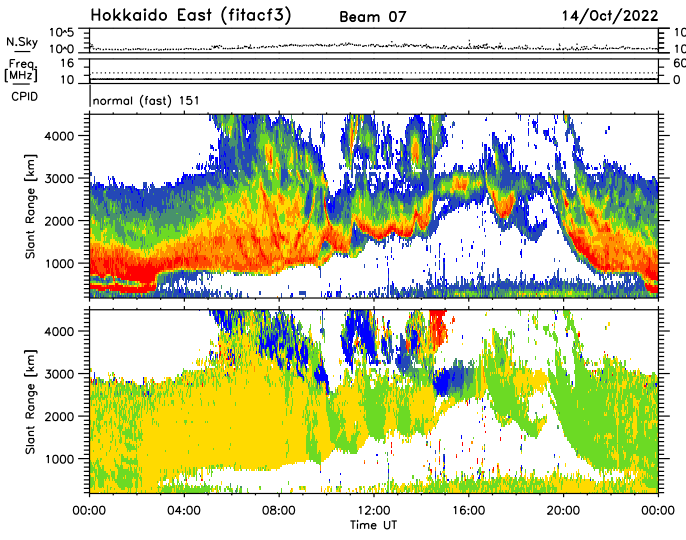 Hokkaido East (fitacf3) Beam 07 14/Oct/2022
10•5 10
N.Sky
10•0 10
Freq. 16 60
[MHz] 10 0
CPID normal (fast) 151
4000
3000
Slant Range [km]
2000
1000
4000
3000
Slant Range [km]
2000
1000
00:00 04:00 08:00 12:00 16:00 20:00 00:00
Time UT